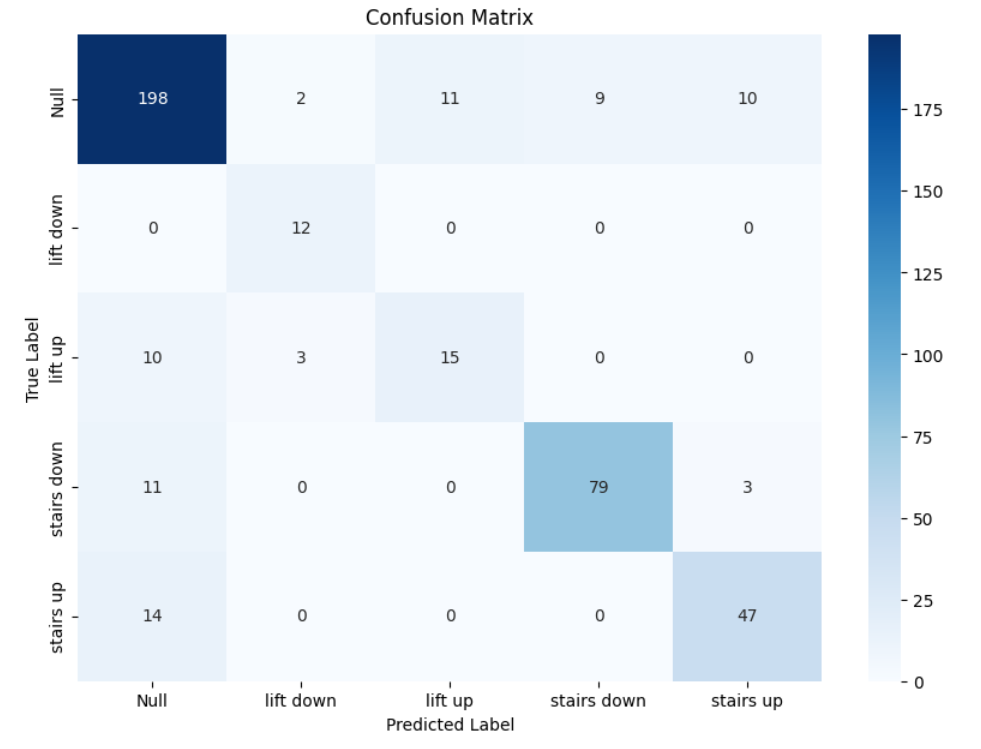 Confusion Matrix
True Label
Null
198 2 11 9 10
lift down
0 12 0 0 0
lift up
10 3 15 0 0
stairs down
11 0 0 79 3
stairs up
14 0 0 0 47
Null lift down lift up stairs down stairs up
Predicted Label
175
150
125
100
75
50
25
0